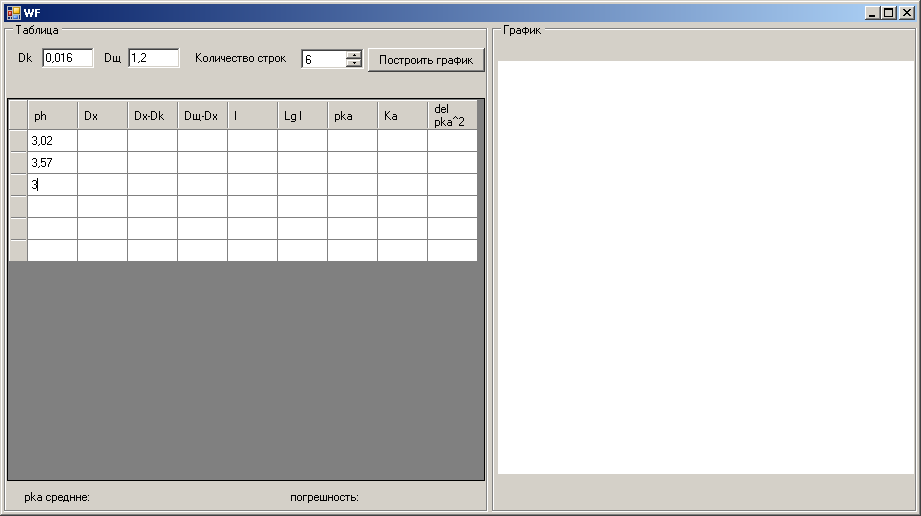 WF
Таблица
Dk 0,016 Dщ 1,2 Количество строк 6 Построить график
ph Dx Dx-Dk Dщ-Dx I Lg I pka Ka del
pka^2
3,02
3,57
3
pka среднне: погрешность:
График